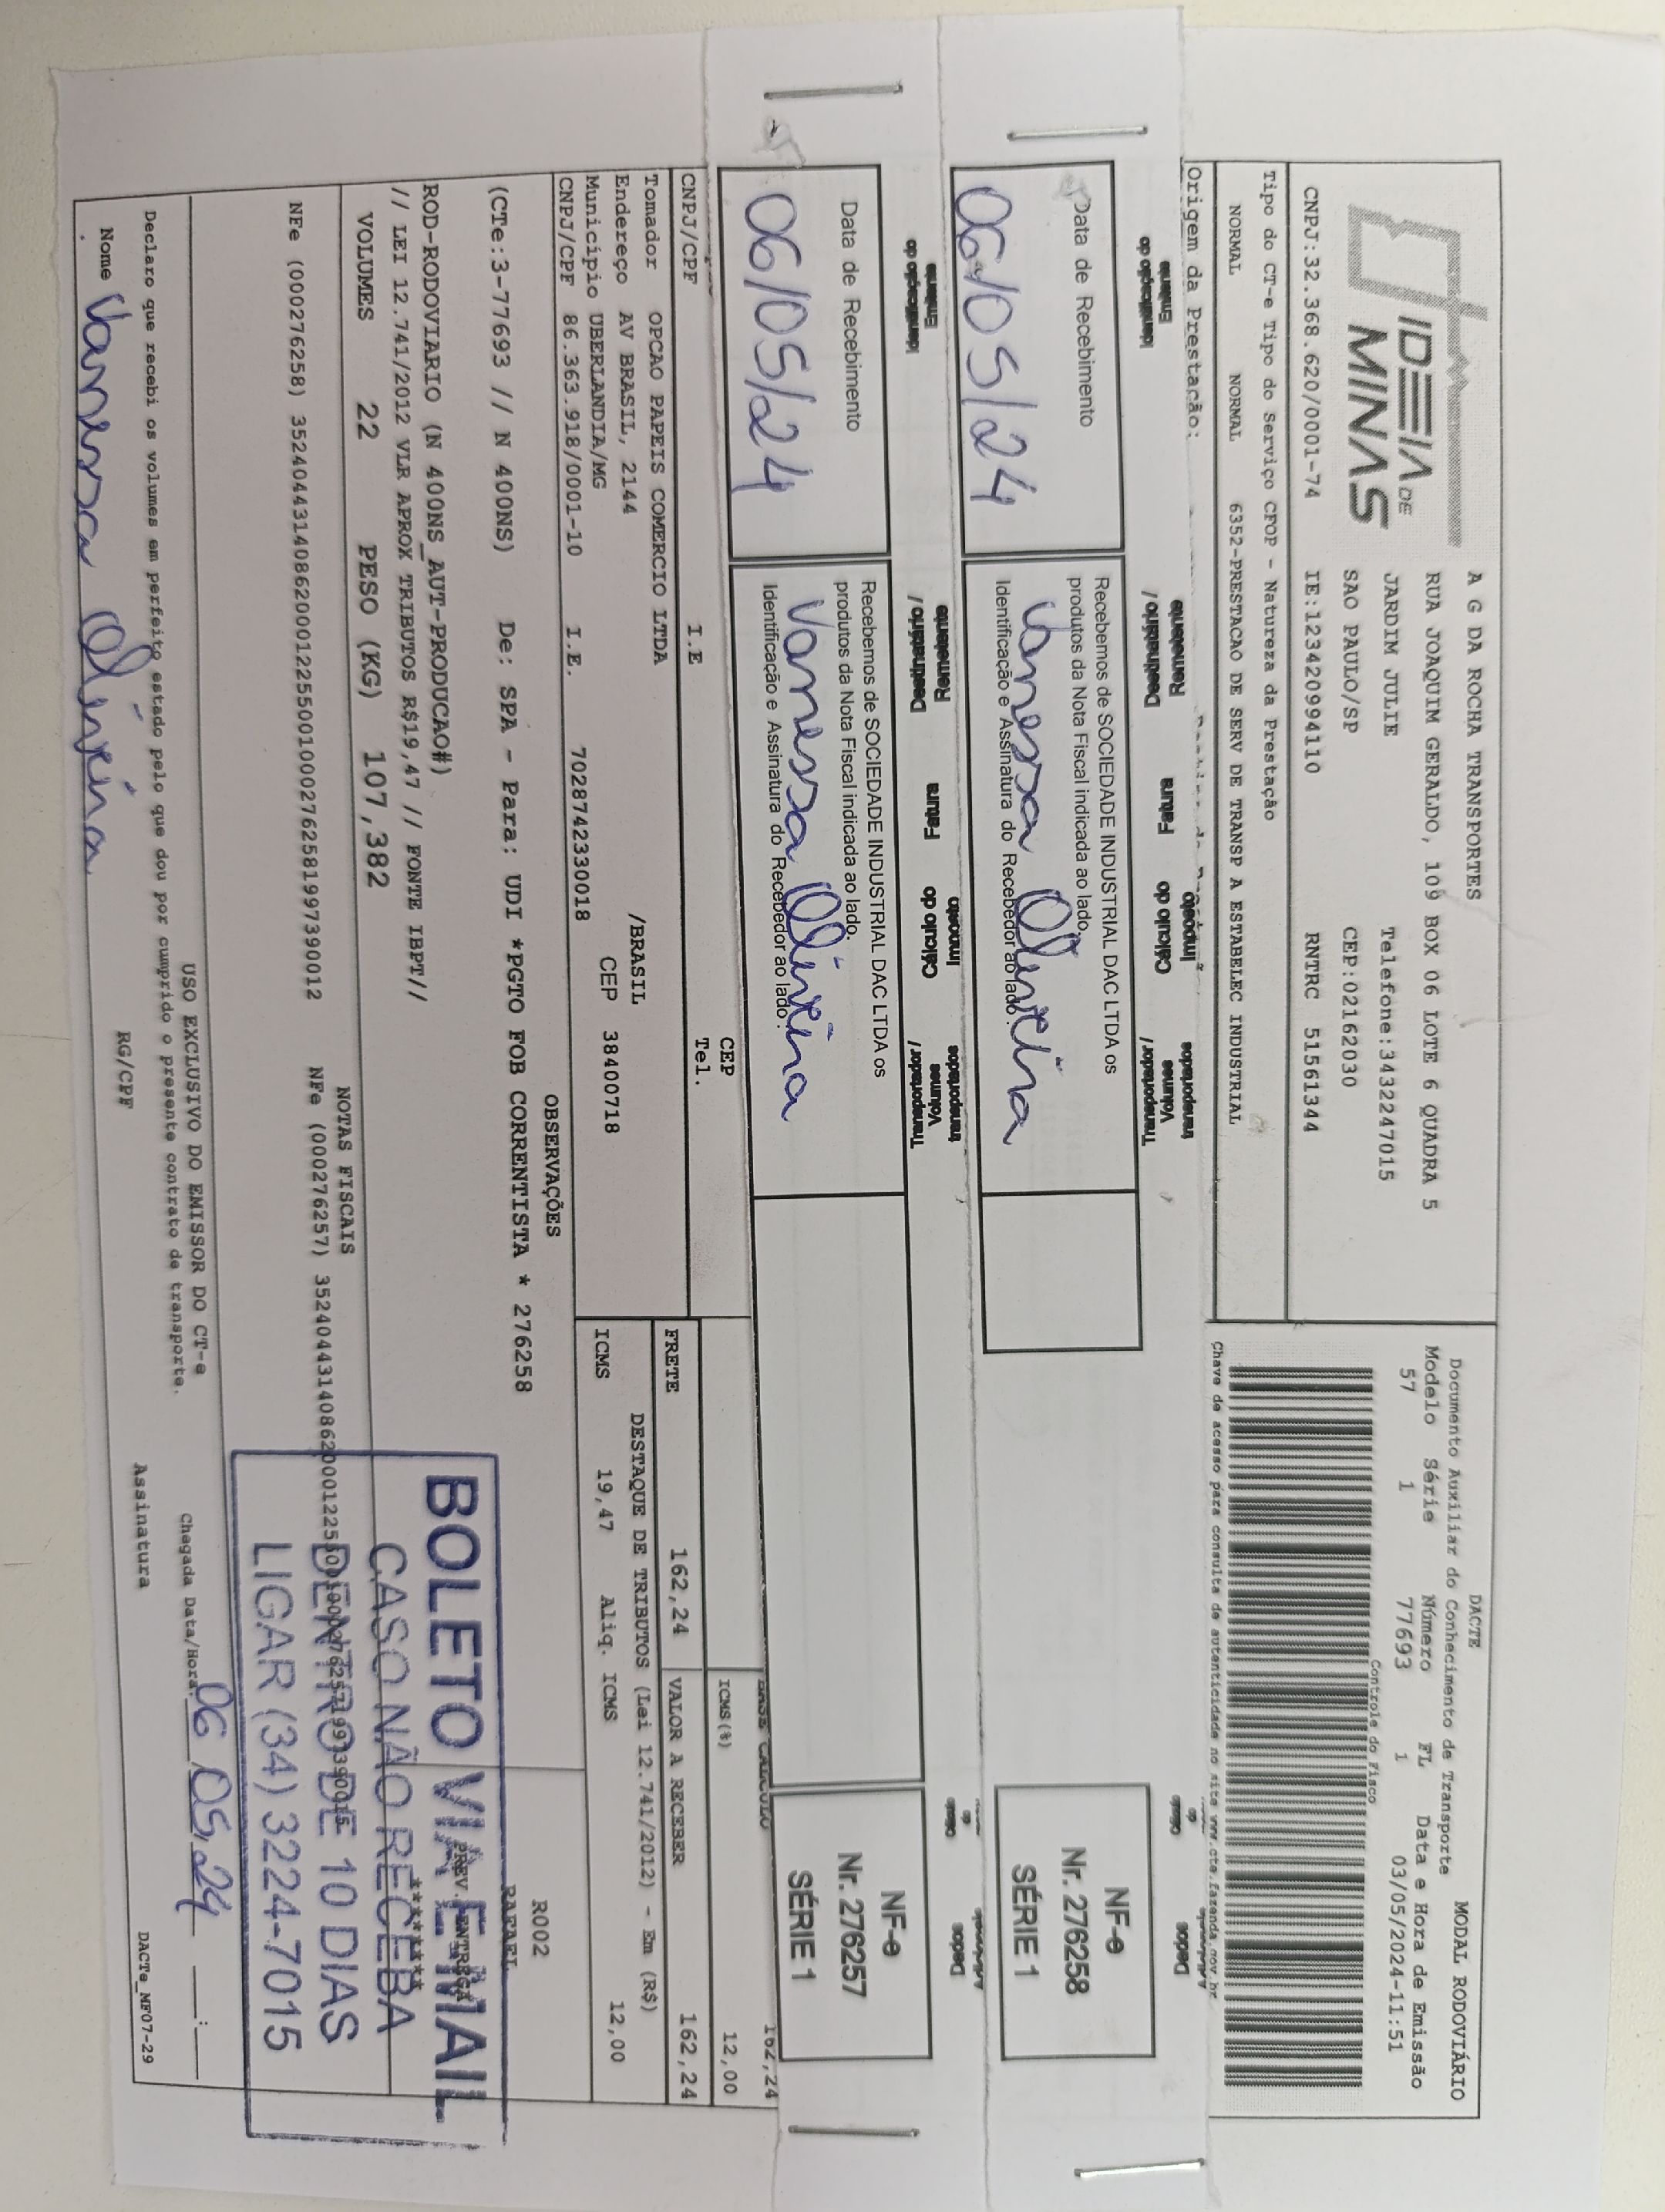 IDEIA DE
MINAS
A G DA ROCHA TRANSPORTES
RUA JOAQUIM GERALDO, 109 BOX 06 LOTE 6 QUADRA 5
JARDIM JULIE Telefone:3432247015
SAO PAULO/SP CEP:02162030
CNPJ:32.368.620/0001-74 IE:123420994110 RNTRC 51561344
DACTE MODAL RODOVIÁRIO
Documento Auxiliar do Conhecimento de Transporte
Modelo Série Número FL Data e Hora de Emissão
57 1 77693 1 03/05/2024-11:51
Controle do Fisco
Chave de acesso para consulta de autenticidade no site www.cte.fazenda.gov.br
Tipo do CT-e Tipo do Serviço CFOP - Natureza da Prestação
NORMAL NORMAL 6352-PRESTACAO DE SERV DE TRANSP A ESTABELEC INDUSTRIAL
Origem da Prestação:
Data de Recebimento
06/05/24
Recebemos de SOCIEDADE INDUSTRIAL DAC LTDA os
produtos da Nota Fiscal indicada ao lado.
Identificação e Assinatura do Recebedor ao lado.
Vanessa Oliveira
NF-e
Nr. 276258
SÉRIE 1
Data de Recebimento
06/05/24
Recebemos de SOCIEDADE INDUSTRIAL DAC LTDA os
produtos da Nota Fiscal indicada ao lado.
Identificação e Assinatura do Recebedor ao lado.
Vanessa Oliveira
NF-e
Nr. 276257
SÉRIE 1
CEP
CNPJ/CPF I.E Tel.
BASE CALCULO 162,24
ICMS(%) 12,00
FRETE 162,24 VALOR A RECEBER 162,24
Tomador OPCAO PAPEIS COMERCIO LTDA
Endereço AV BRASIL, 2144 /BRASIL
Municipio UBERLANDIA/MG CEP 38400718
CNPJ/CPF 86.363.918/0001-10 I.E. 7028742330018
DESTAQUE DE TRIBUTOS (Lei 12.741/2012) - Em (R$)
ICMS 19,47 Aliq. ICMS 12,00
OBSERVAÇÕES
(CTe:3-77693 // N 400NS) De: SPA - Para: UDI *PGTO FOB CORRENTISTA * 276258
R002
RAFAEL
ROD-RODOVIARIO (N 400NS_AUT-PRODUCAO#)
// LEI 12.741/2012 VLR APROX TRIBUTOS R$19,47 // FONTE IBPT//
PREV. ENTREGA
VOLUMES 22 PESO (KG) 107,382
NOTAS FISCAIS
NFe (000276258) 35240443140862000122550010002762581997390012 NFe (000276257)
BOLETO VIA E-MAIL
CASO NÃO RECEBA
DENTRO DE 10 DIAS
LIGAR (34) 3224-7015
USO EXCLUSIVO DO EMISSOR DO CT-e
Declaro que recebi os volumes em perfeito estado pelo que dou por cumprido o presente contrato de transporte.
Chegada Data/Hora: 06 05 24
Nome Vanessa Oliveira RG/CPF Assinatura
DACTe_MF07-29